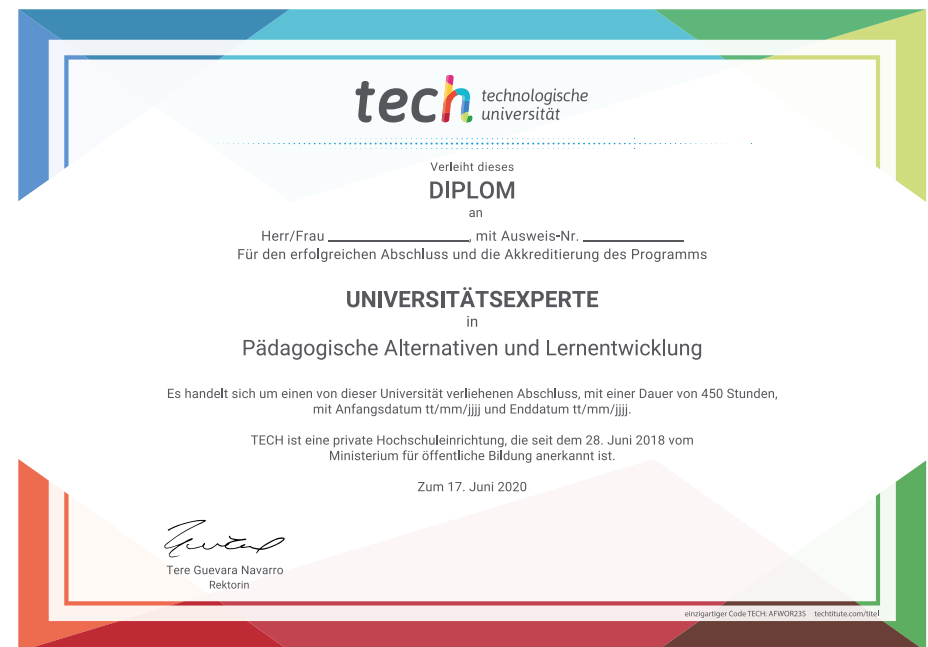 tech technologische
universität
Verleiht dieses
DIPLOM
an
Herr/Frau ____________________, mit Ausweis-Nr. ______________
Für den erfolgreichen Abschluss und die Akkreditierung des Programms
UNIVERSITÄTSEXPERTE
in
Pädagogische Alternativen und Lernentwicklung
Es handelt sich um einen von dieser Universität verliehenen Abschluss, mit einer Dauer von 450 Stunden,
mit Anfangsdatum tt/mm/jjjj und Enddatum tt/mm/jjjj.
TECH ist eine private Hochschuleinrichtung, die seit dem 28. Juni 2018 vom
Ministerium für öffentliche Bildung anerkannt ist.
Zum 17. Juni 2020
Tere Guevara Navarro
Rektorin
einzigartiger Code TECH: AFWOR23S techtitute.com/titel